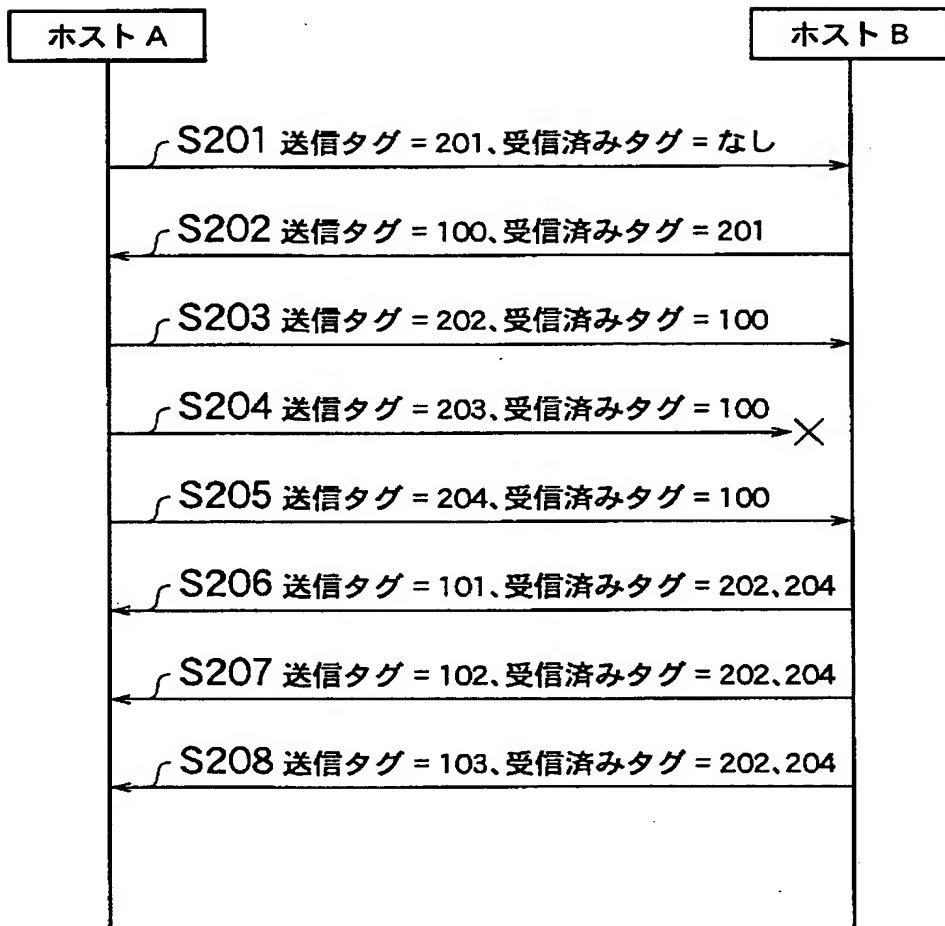 ホスト A
ホスト B
S201 送信タグ = 201、受信済みタグ = なし
S202 送信タグ = 100、受信済みタグ = 201
S203 送信タグ = 202、受信済みタグ = 100
S204 送信タグ = 203、受信済みタグ = 100
S205 送信タグ = 204、受信済みタグ = 100
S206 送信タグ = 101、受信済みタグ = 202、204
S207 送信タグ = 102、受信済みタグ = 202、204
S208 送信タグ = 103、受信済みタグ = 202、204